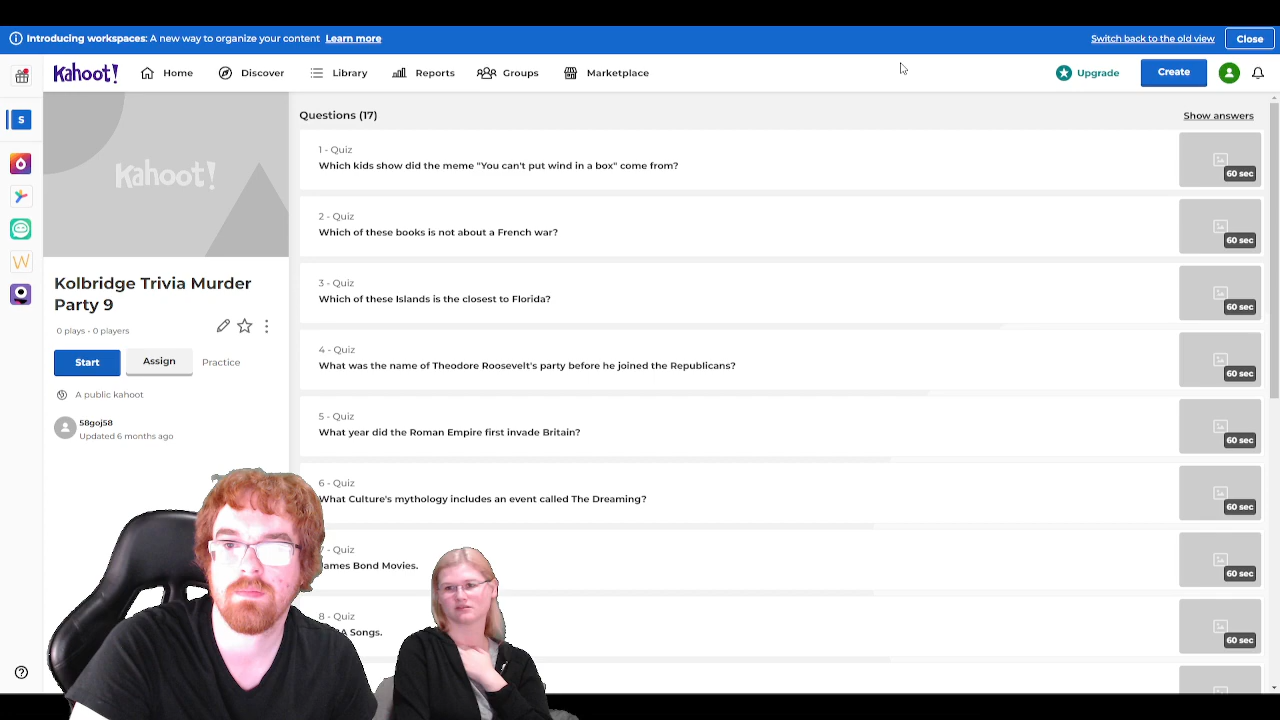 Introducing workspaces: A new way to organize your content Learn more
Switch back to the old view
Close
Kahoot!
Home
Discover
Library
Reports
Groups
Marketplace
Upgrade
Create
S
W
Kahoot!
Kolbridge Trivia Murder
Party 9
0 plays · 0 players
Start
Assign
Practice
A public kahoot
58goj58
Updated 6 months ago
Questions (17)
Show answers
1 - Quiz
Which kids show did the meme "You can't put wind in a box" come from?
60 sec
2 - Quiz
Which of these books is not about a French war?
60 sec
3 - Quiz
Which of these Islands is the closest to Florida?
60 sec
4 - Quiz
What was the name of Theodore Roosevelt's party before he joined the Republicans?
60 sec
5 - Quiz
What year did the Roman Empire first invade Britain?
60 sec
6 - Quiz
What Culture's mythology includes an event called The Dreaming?
60 sec
7 - Quiz
James Bond Movies.
60 sec
8 - Quiz
Songs.
60 sec